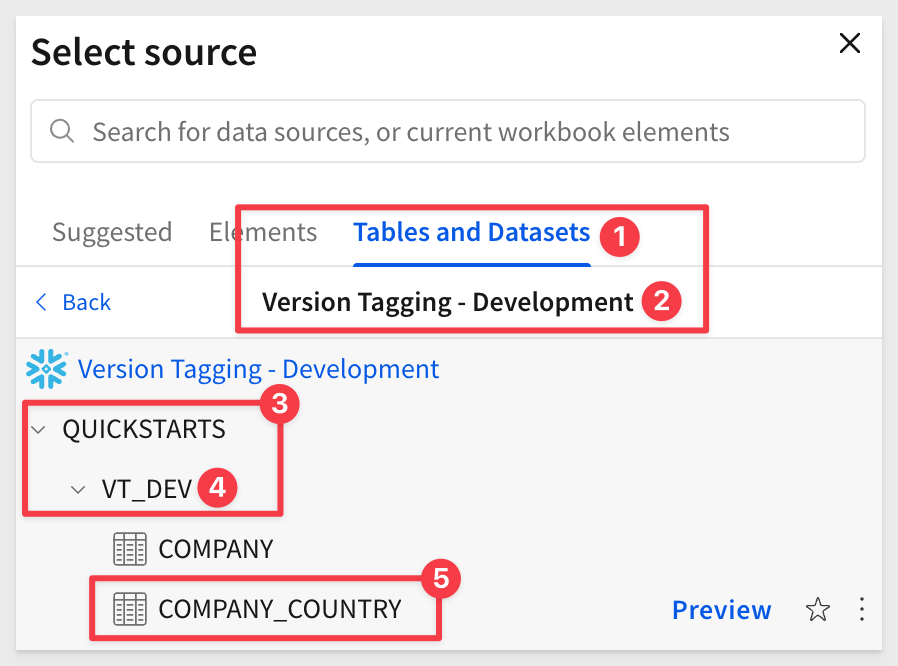 Select source
Search for data sources, or current workbook elements
Suggested Elements Tables and Datasets 1
Back Version Tagging - Development 2
Version Tagging - Development
3
QUICKSTARTS
VT_DEV 4
COMPANY
5
COMPANY_COUNTRY Preview